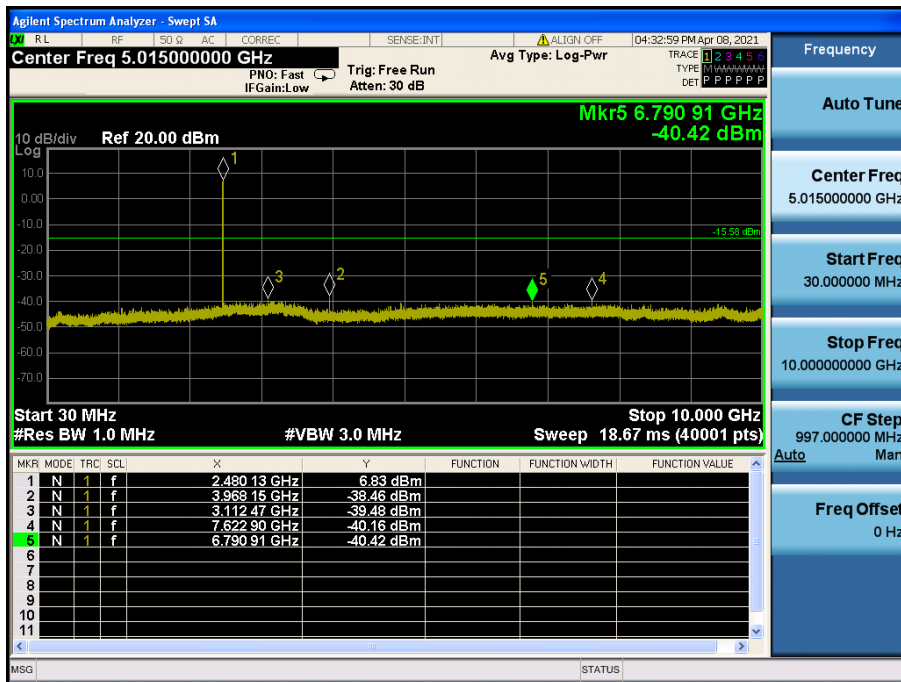 Agilent Spectrum Analyzer - Swept SA
LXI RL RF 50 Ω AC CORREC SENSE:INT ALIGN OFF 04:32:59 PM Apr 08, 2021
Center Freq 5.015000000 GHz
PNO: Fast
IFGain:Low
Trig: Free Run
Atten: 30 dB
Avg Type: Log-Pwr
TRACE 1 2 3 4 5 6
TYPE M
DET P P P P P P
Mkr5 6.790 91 GHz
-40.42 dBm
10 dB/div Ref 20.00 dBm
Log
10.0
0.00
-10.0
-20.0
-30.0
-40.0
-50.0
-60.0
-70.0
1
-15.58 dBm
3
2
5
4
Start 30 MHz Stop 10.000 GHz
#Res BW 1.0 MHz #VBW 3.0 MHz Sweep 18.67 ms (40001 pts)
MKR MODE TRC SCL X Y FUNCTION FUNCTION WIDTH FUNCTION VALUE
1 N 1 f 2.480 13 GHz 6.83 dBm
2 N 1 f 3.968 15 GHz -38.46 dBm
3 N 1 f 3.112 47 GHz -39.48 dBm
4 N 1 f 7.622 90 GHz -40.16 dBm
5 N 1 f 6.790 91 GHz -40.42 dBm
6
7
8
9
10
11
MSG STATUS
Frequency
Auto Tune
Center Freq
5.015000000 GHz
Start Freq
30.000000 MHz
Stop Freq
10.000000000 GHz
CF Step
997.000000 MHz
Auto Man
Freq Offset
0 Hz